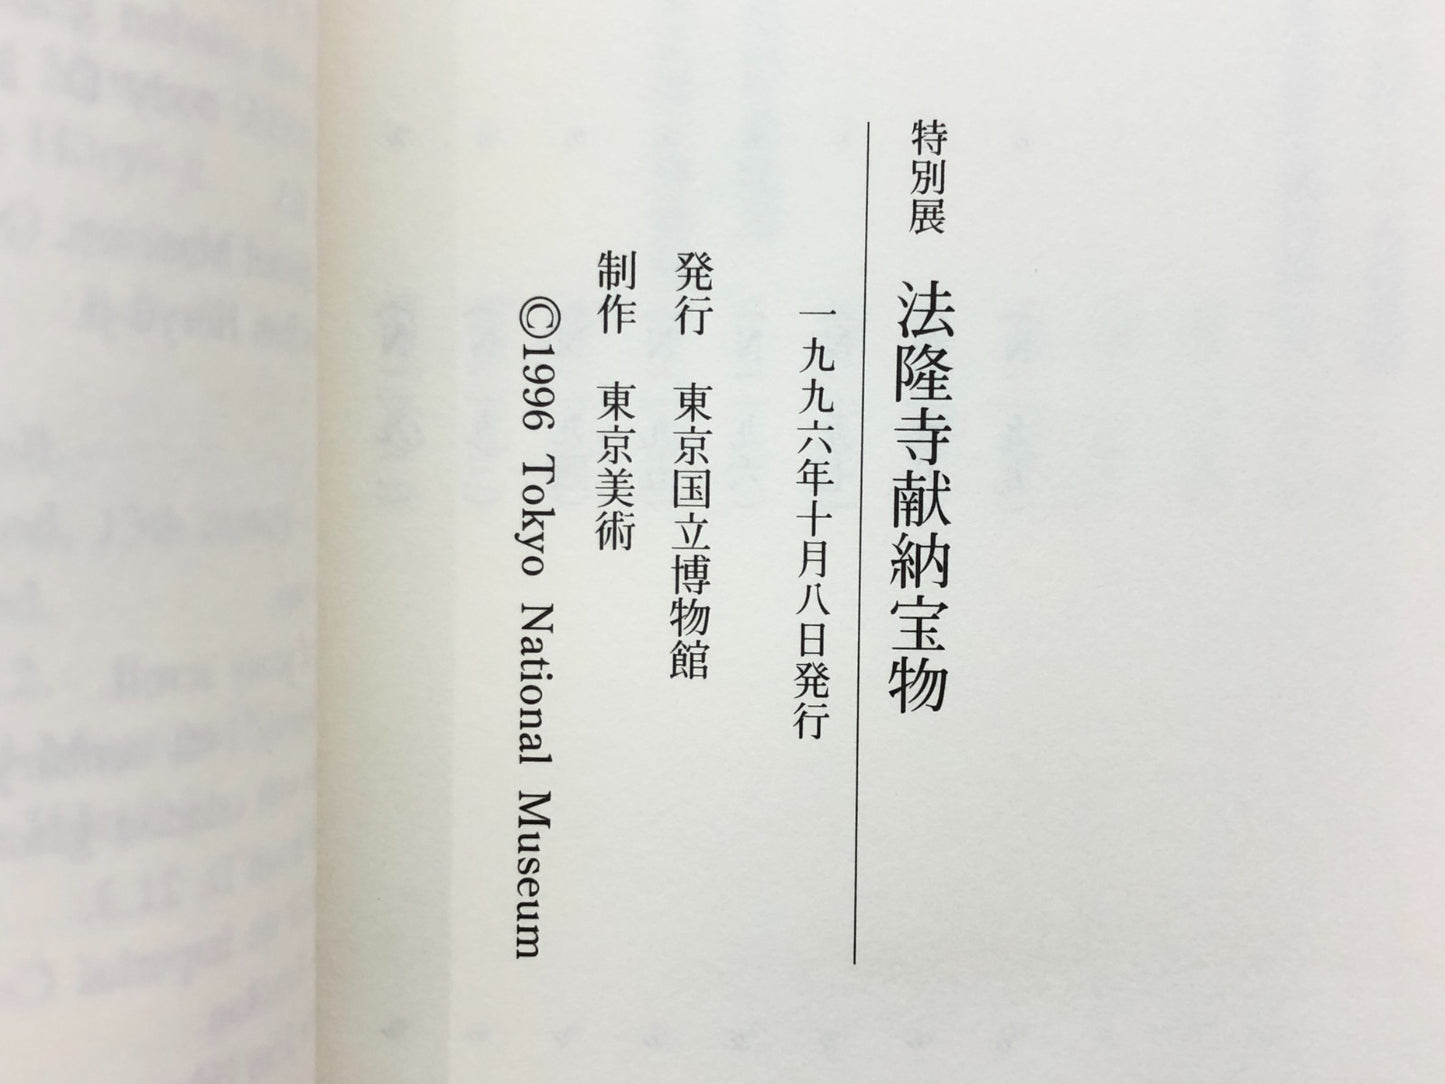 特別展　法隆寺献納宝物
一九九六年十月八日発行
発行　東京国立博物館
制作　東京美術
©1996 Tokyo National Museum